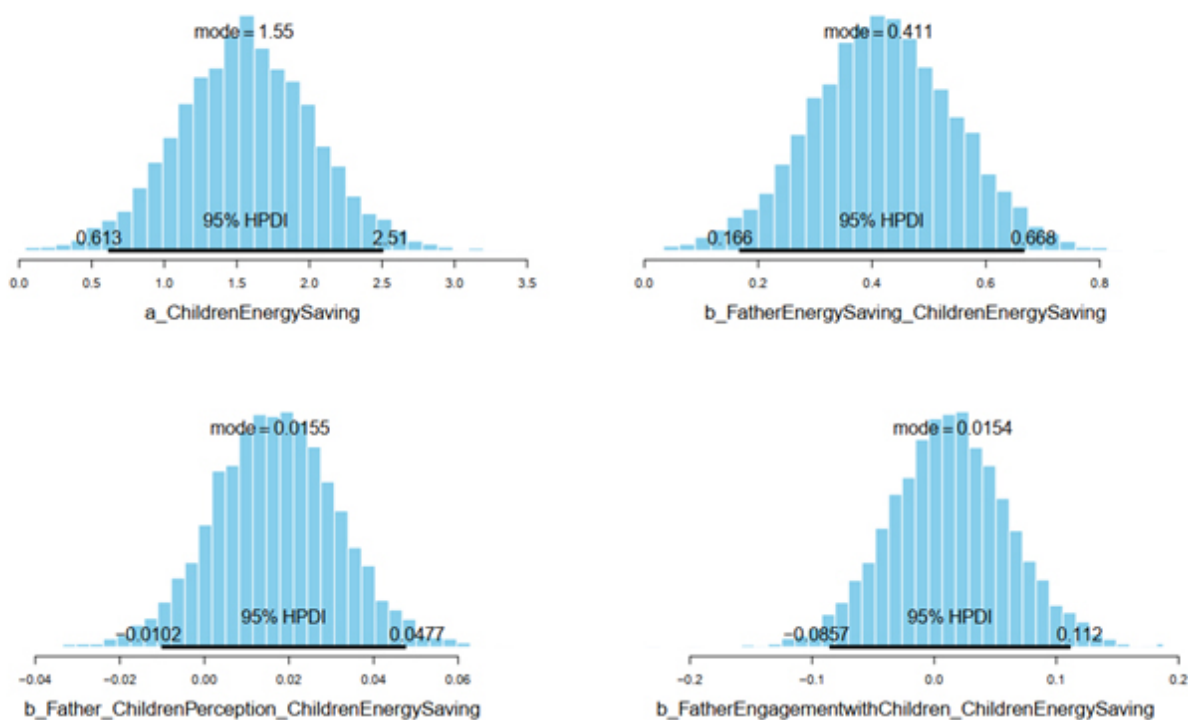 mode = 1.55
95% HPDI
0.613 2.51
0.0 0.5 1.0 1.5 2.0 2.5 3.0 3.5
a_ChildrenEnergySaving
mode = 0.411
95% HPDI
0.166 0.668
0.0 0.2 0.4 0.6 0.8
b_FatherEnergySaving_ChildrenEnergySaving
mode = 0.0155
95% HPDI
−0.0102 0.0477
−0.04 −0.02 0.00 0.02 0.04 0.06
b_Father_ChildrenPerception_ChildrenEnergySaving
mode = 0.0154
95% HPDI
−0.0857 0.112
−0.2 −0.1 0.0 0.1 0.2
b_FatherEngagementwithChildren_ChildrenEnergySaving